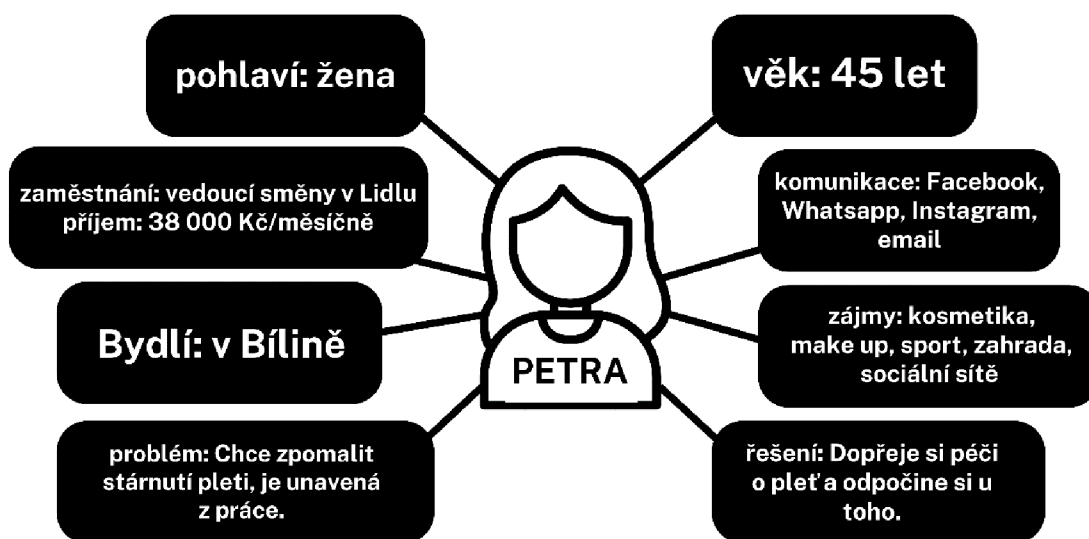 pohlaví: žena
věk: 45 let
zaměstnání: vedoucí směny v Lidlu
příjem: 38 000 Kč/měsíčně
komunikace: Facebook,
Whatsapp, Instagram,
email
Bydlí: v Bílině
zájmy: kosmetika,
make up, sport, zahrada,
sociální sítě
PETRA
problém: Chce zpomalit
stárnutí pleti, je unavená
z práce.
řešení: Dopřeje si péči
o pleť a odpočine si u
toho.